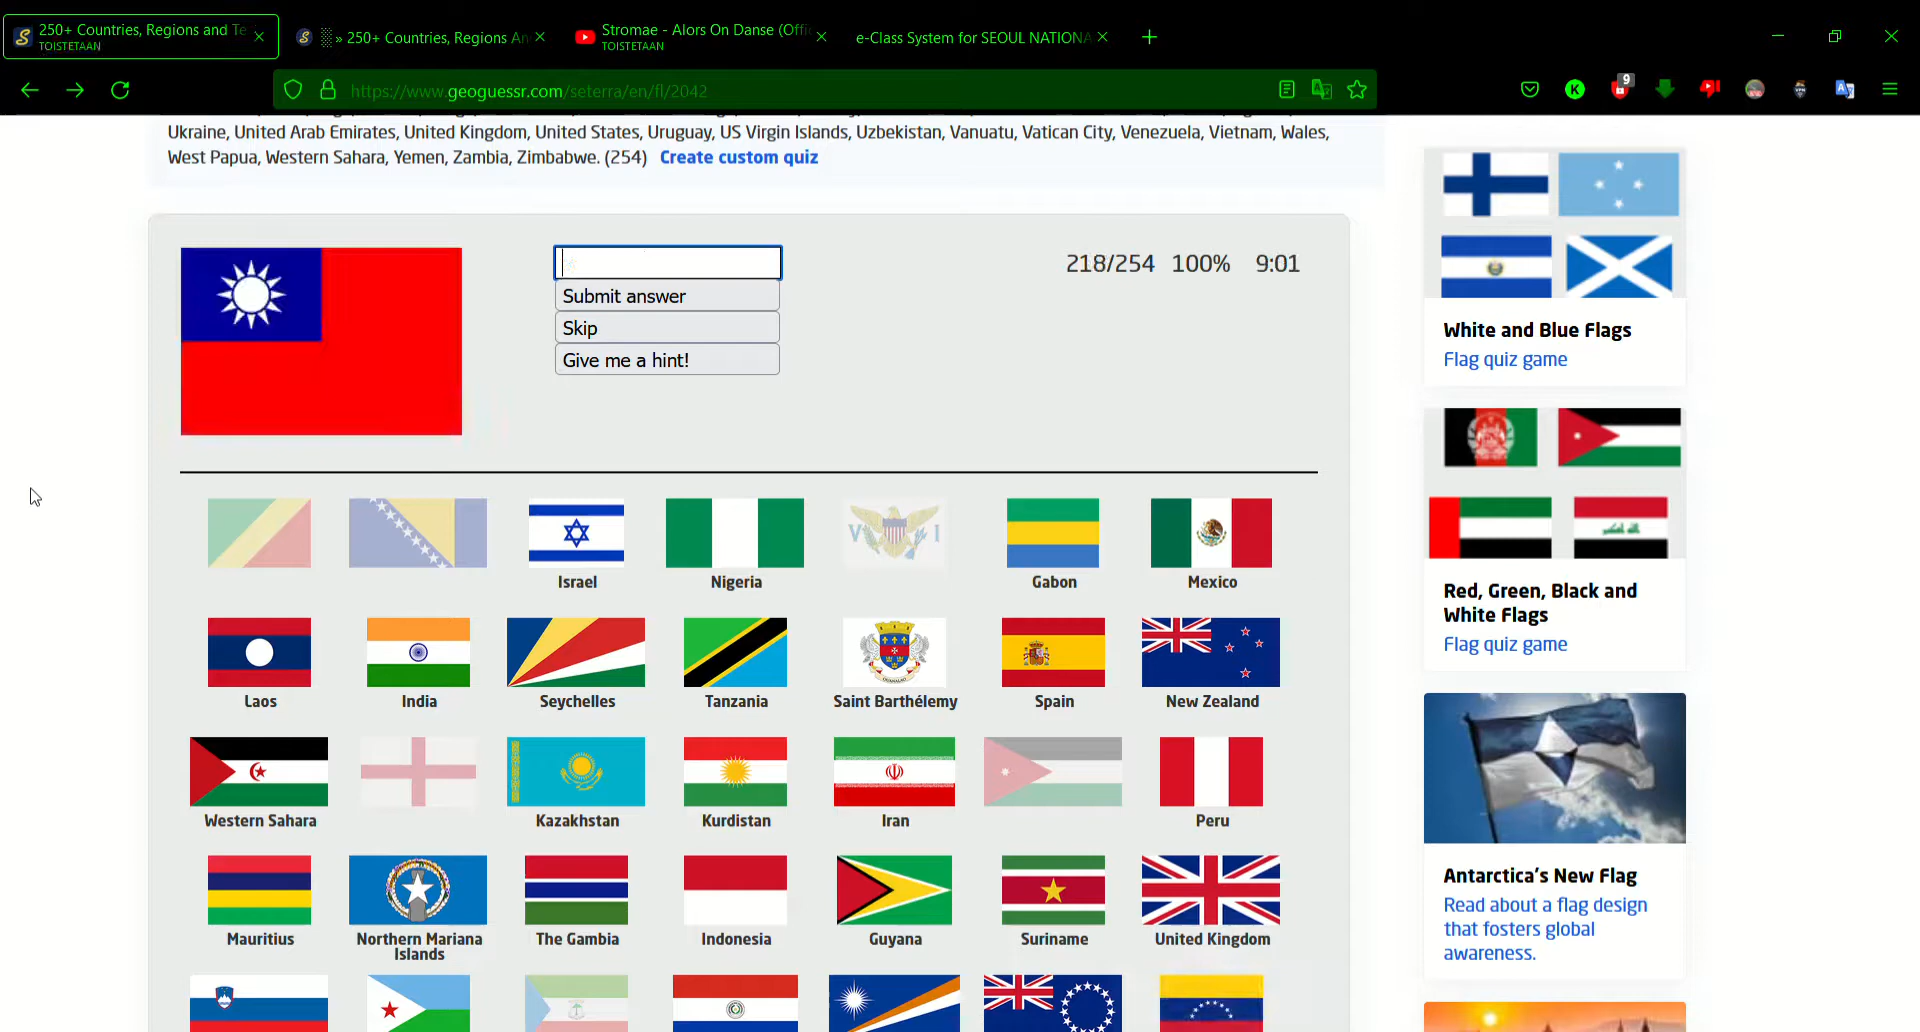 250+ Countries, Regions and Te
TOISTETAAN
» 250+ Countries, Regions An
Stromae - Alors On Danse (Offi
TOISTETAAN
e-Class System for SEOUL NATIONA
https://www.geoguessr.com/seterra/en/fl/2042
9
K
Ukraine, United Arab Emirates, United Kingdom, United States, Uruguay, US Virgin Islands, Uzbekistan, Vanuatu, Vatican City, Venezuela, Vietnam, Wales,
West Papua, Western Sahara, Yemen, Zambia, Zimbabwe. (254) Create custom quiz
218/254 100% 9:01
Submit answer
Skip
Give me a hint!
V I
Israel
Nigeria
Gabon
Mexico
Laos
India
Seychelles
Tanzania
Saint Barthélemy
Spain
New Zealand
Western Sahara
Kazakhstan
Kurdistan
Iran
Peru
Mauritius
Northern Mariana
Islands
The Gambia
Indonesia
Guyana
Suriname
United Kingdom
White and Blue Flags
Flag quiz game
Red, Green, Black and
White Flags
Flag quiz game
Antarctica's New Flag
Read about a flag design
that fosters global
awareness.